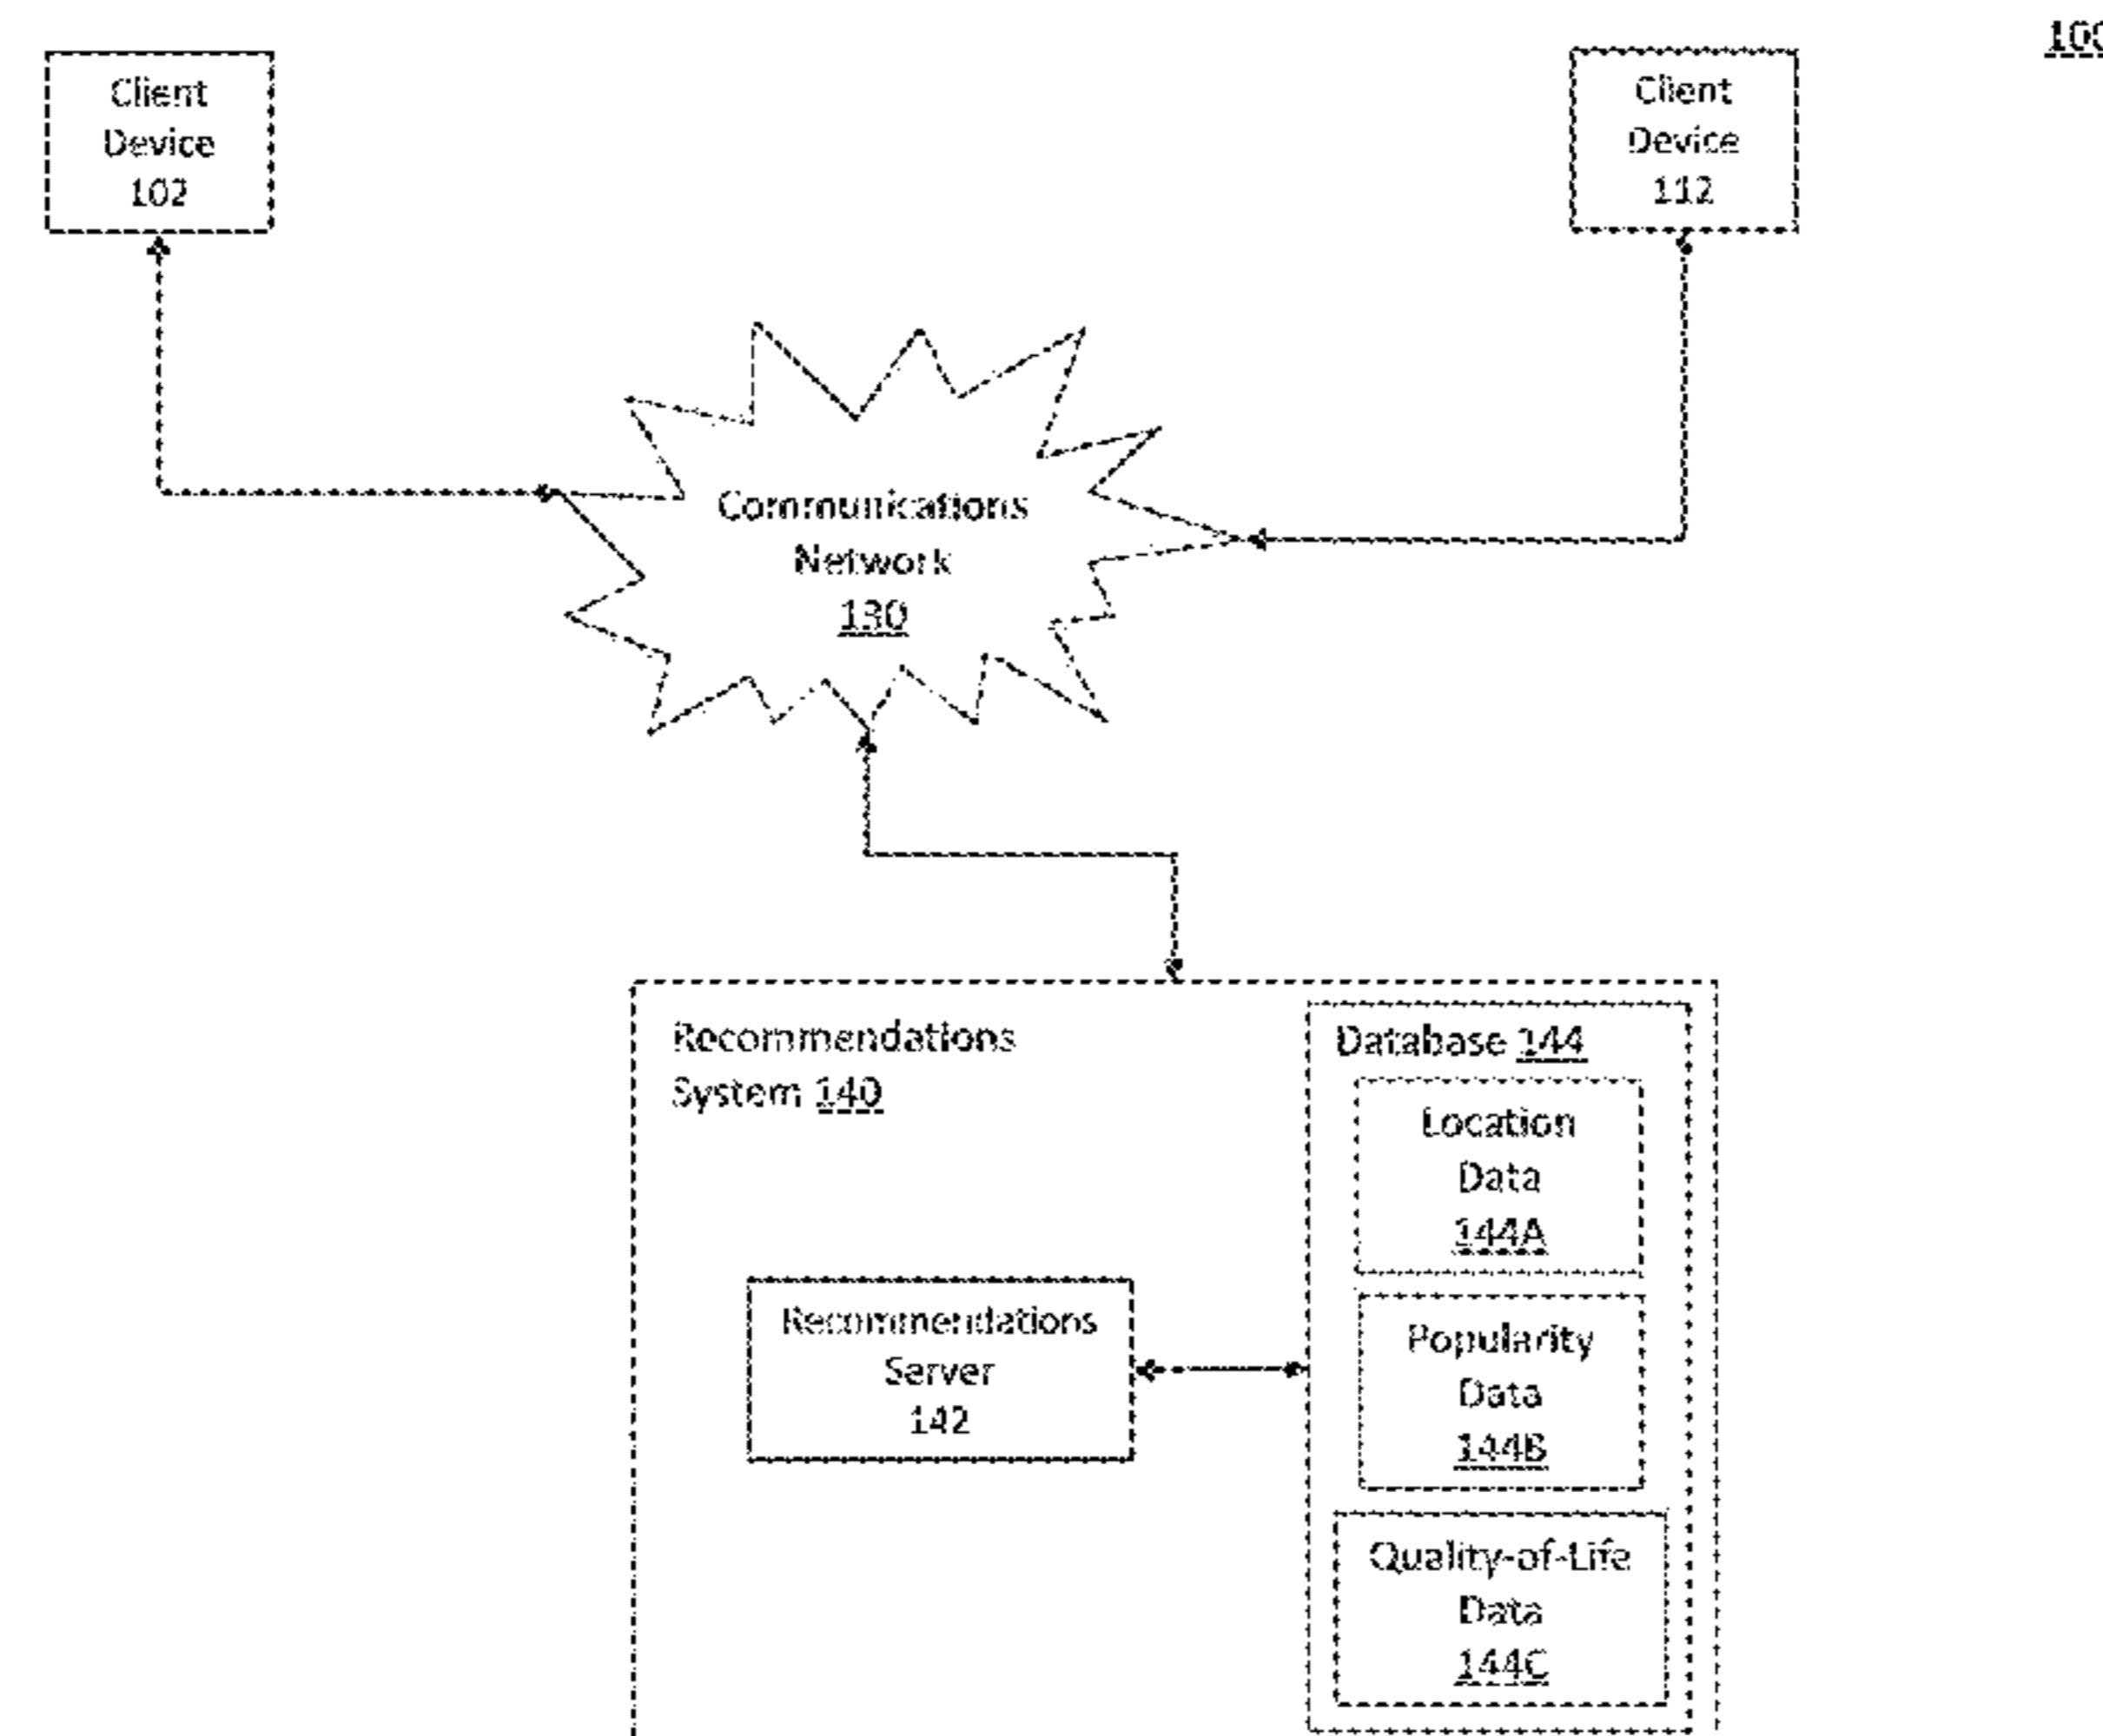 100
Client
Device
102
Client
Device
112
Communications
Network
130
Recommendations
System 140
Database 144
Location
Data
144A
Recommendations
Server
142
Popularity
Data
144B
Quality-of-Life
Data
144C